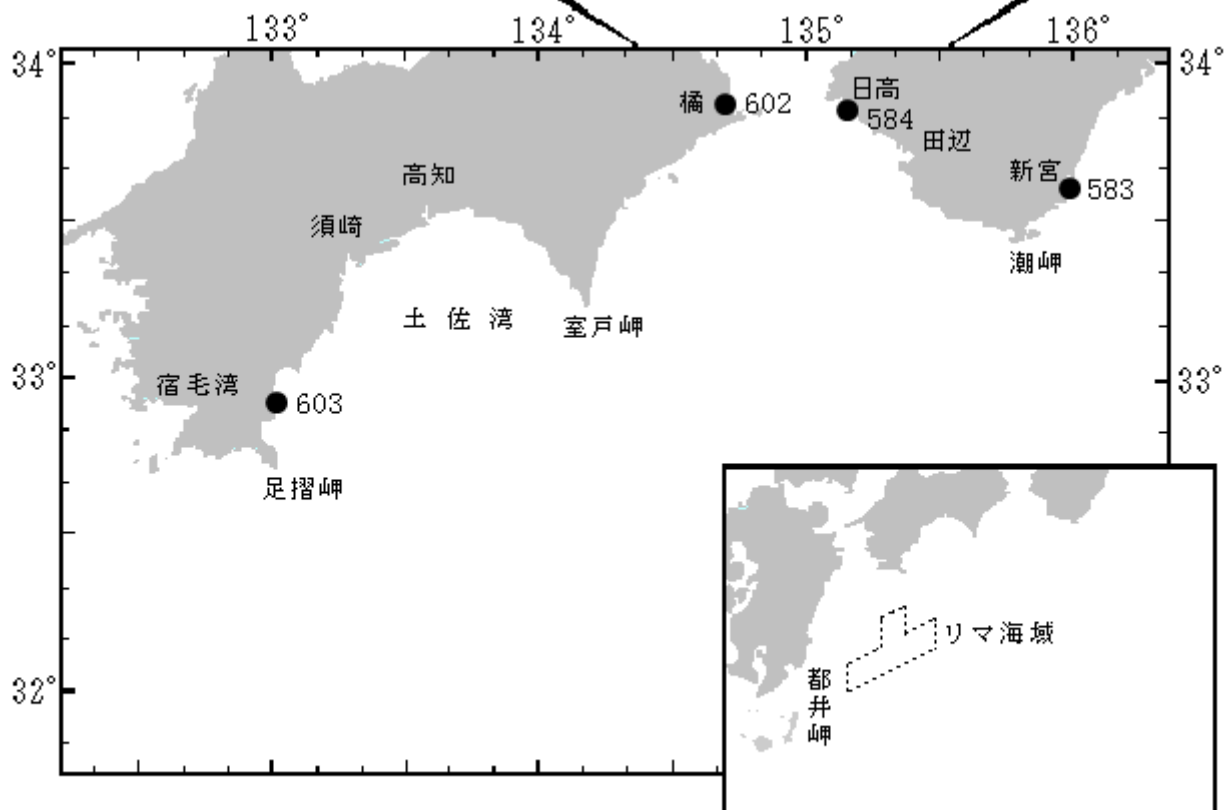 133°
134°
135°
136°
34°
34°
橘
602
日高
584
田辺
高知
新宮
583
須崎
潮岬
土佐湾
室戸岬
33°
33°
宿毛湾
603
足摺岬
リマ海域
32°
都井岬